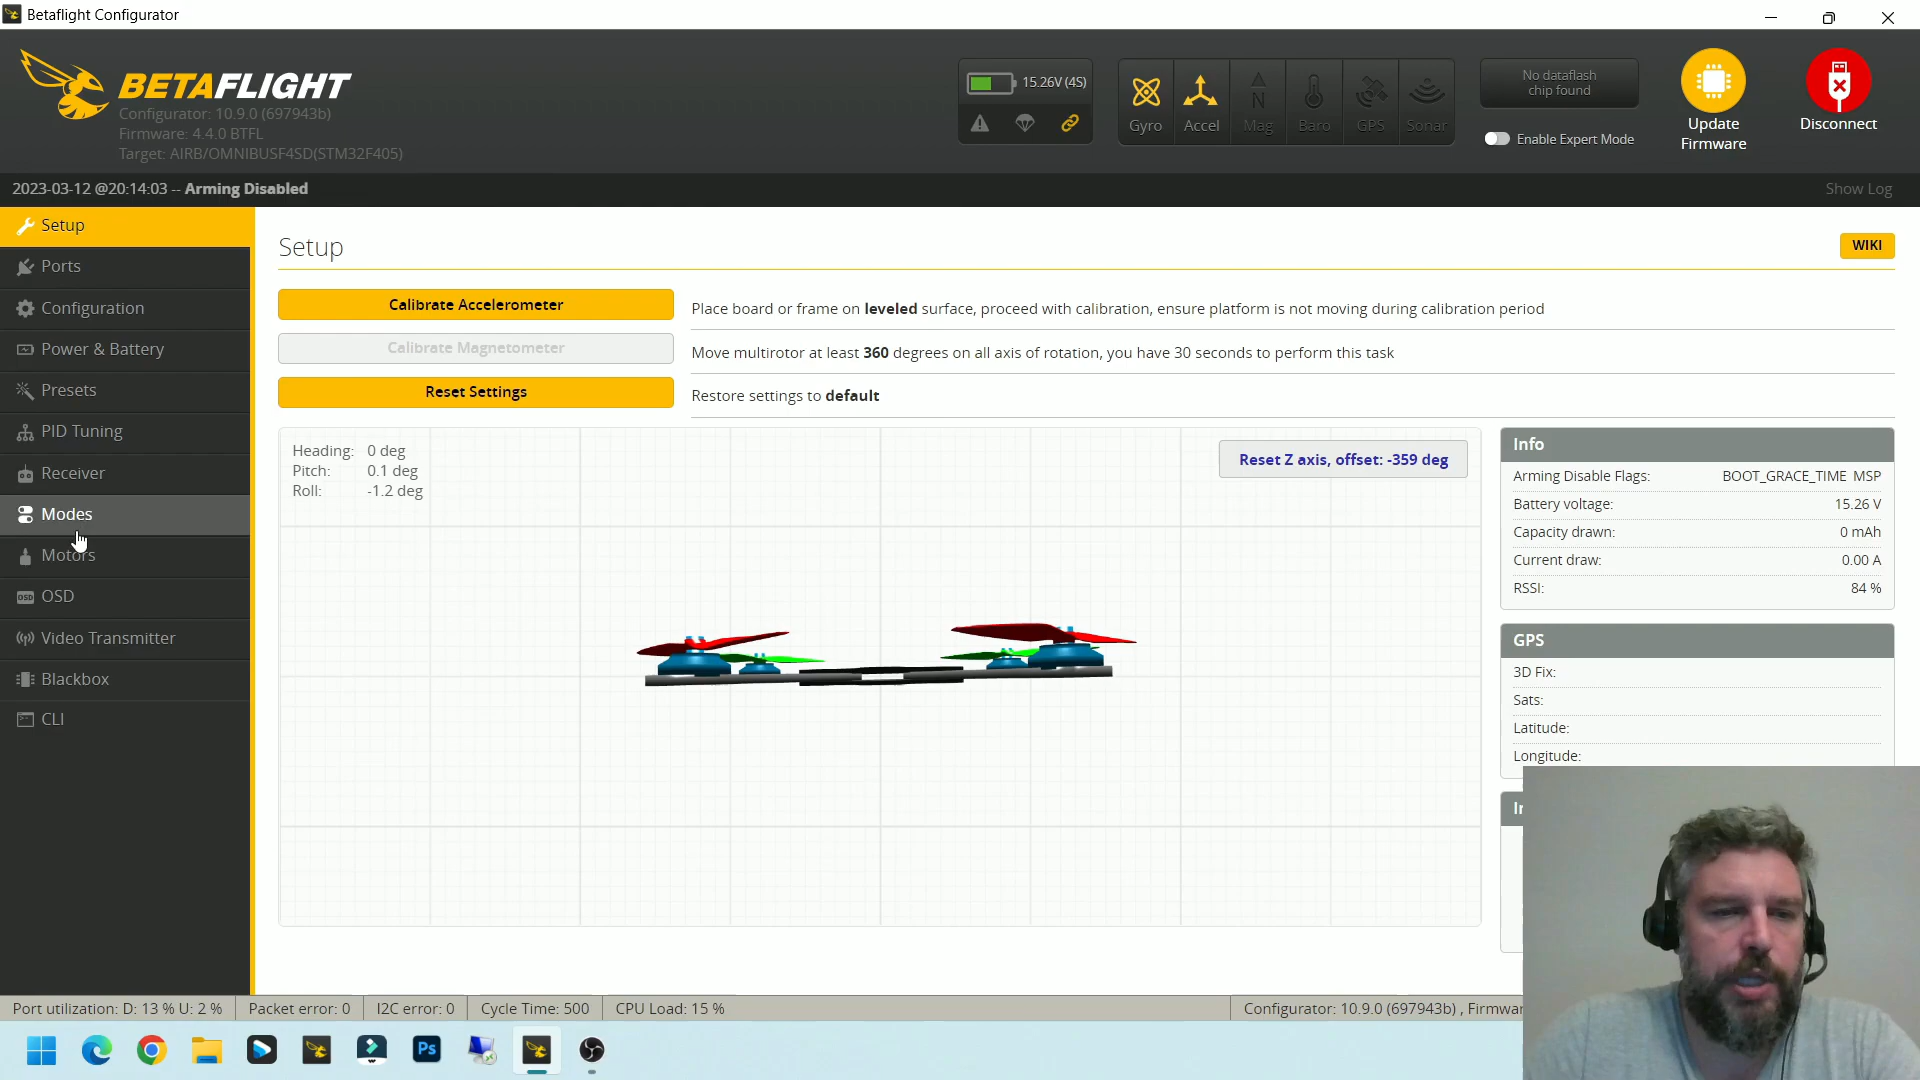 Betaflight Configurator
BETAFLIGHT
Configurator: 10.9.0 (697943b)
Firmware: 4.4.0 BTFL
Target: AIRB/OMNIBUSF4SD(STM32F405)
15.26V (4S)
Gyro
Accel
N
Mag
Baro
GPS
Sonar
No dataflash
chip found
Enable Expert Mode
Update
Firmware
Disconnect
2023-03-12 @20:14:03 -- Arming Disabled
Show Log
Setup
Ports
Configuration
Power & Battery
Presets
PID Tuning
Receiver
Modes
Motors
OSD OSD
Video Transmitter
Blackbox
CLI
Setup
WIKI
Calibrate Accelerometer
Place board or frame on leveled surface, proceed with calibration, ensure platform is not moving during calibration period
Calibrate Magnetometer
Move multirotor at least 360 degrees on all axis of rotation, you have 30 seconds to perform this task
Reset Settings
Restore settings to default
Heading: 0 deg
Pitch: 0.1 deg
Roll: -1.2 deg
Reset Z axis, offset: -359 deg
Info
Arming Disable Flags: BOOT_GRACE_TIME MSP
Battery voltage: 15.26 V
Capacity drawn: 0 mAh
Current draw: 0.00 A
RSSI: 84 %
GPS
3D Fix:
Sats:
Latitude:
Longitude:
Port utilization: D: 13 % U: 2 %
Packet error: 0
I2C error: 0
Cycle Time: 500
CPU Load: 15 %
Configurator: 10.9.0 (697943b) , Firmwar
Ps